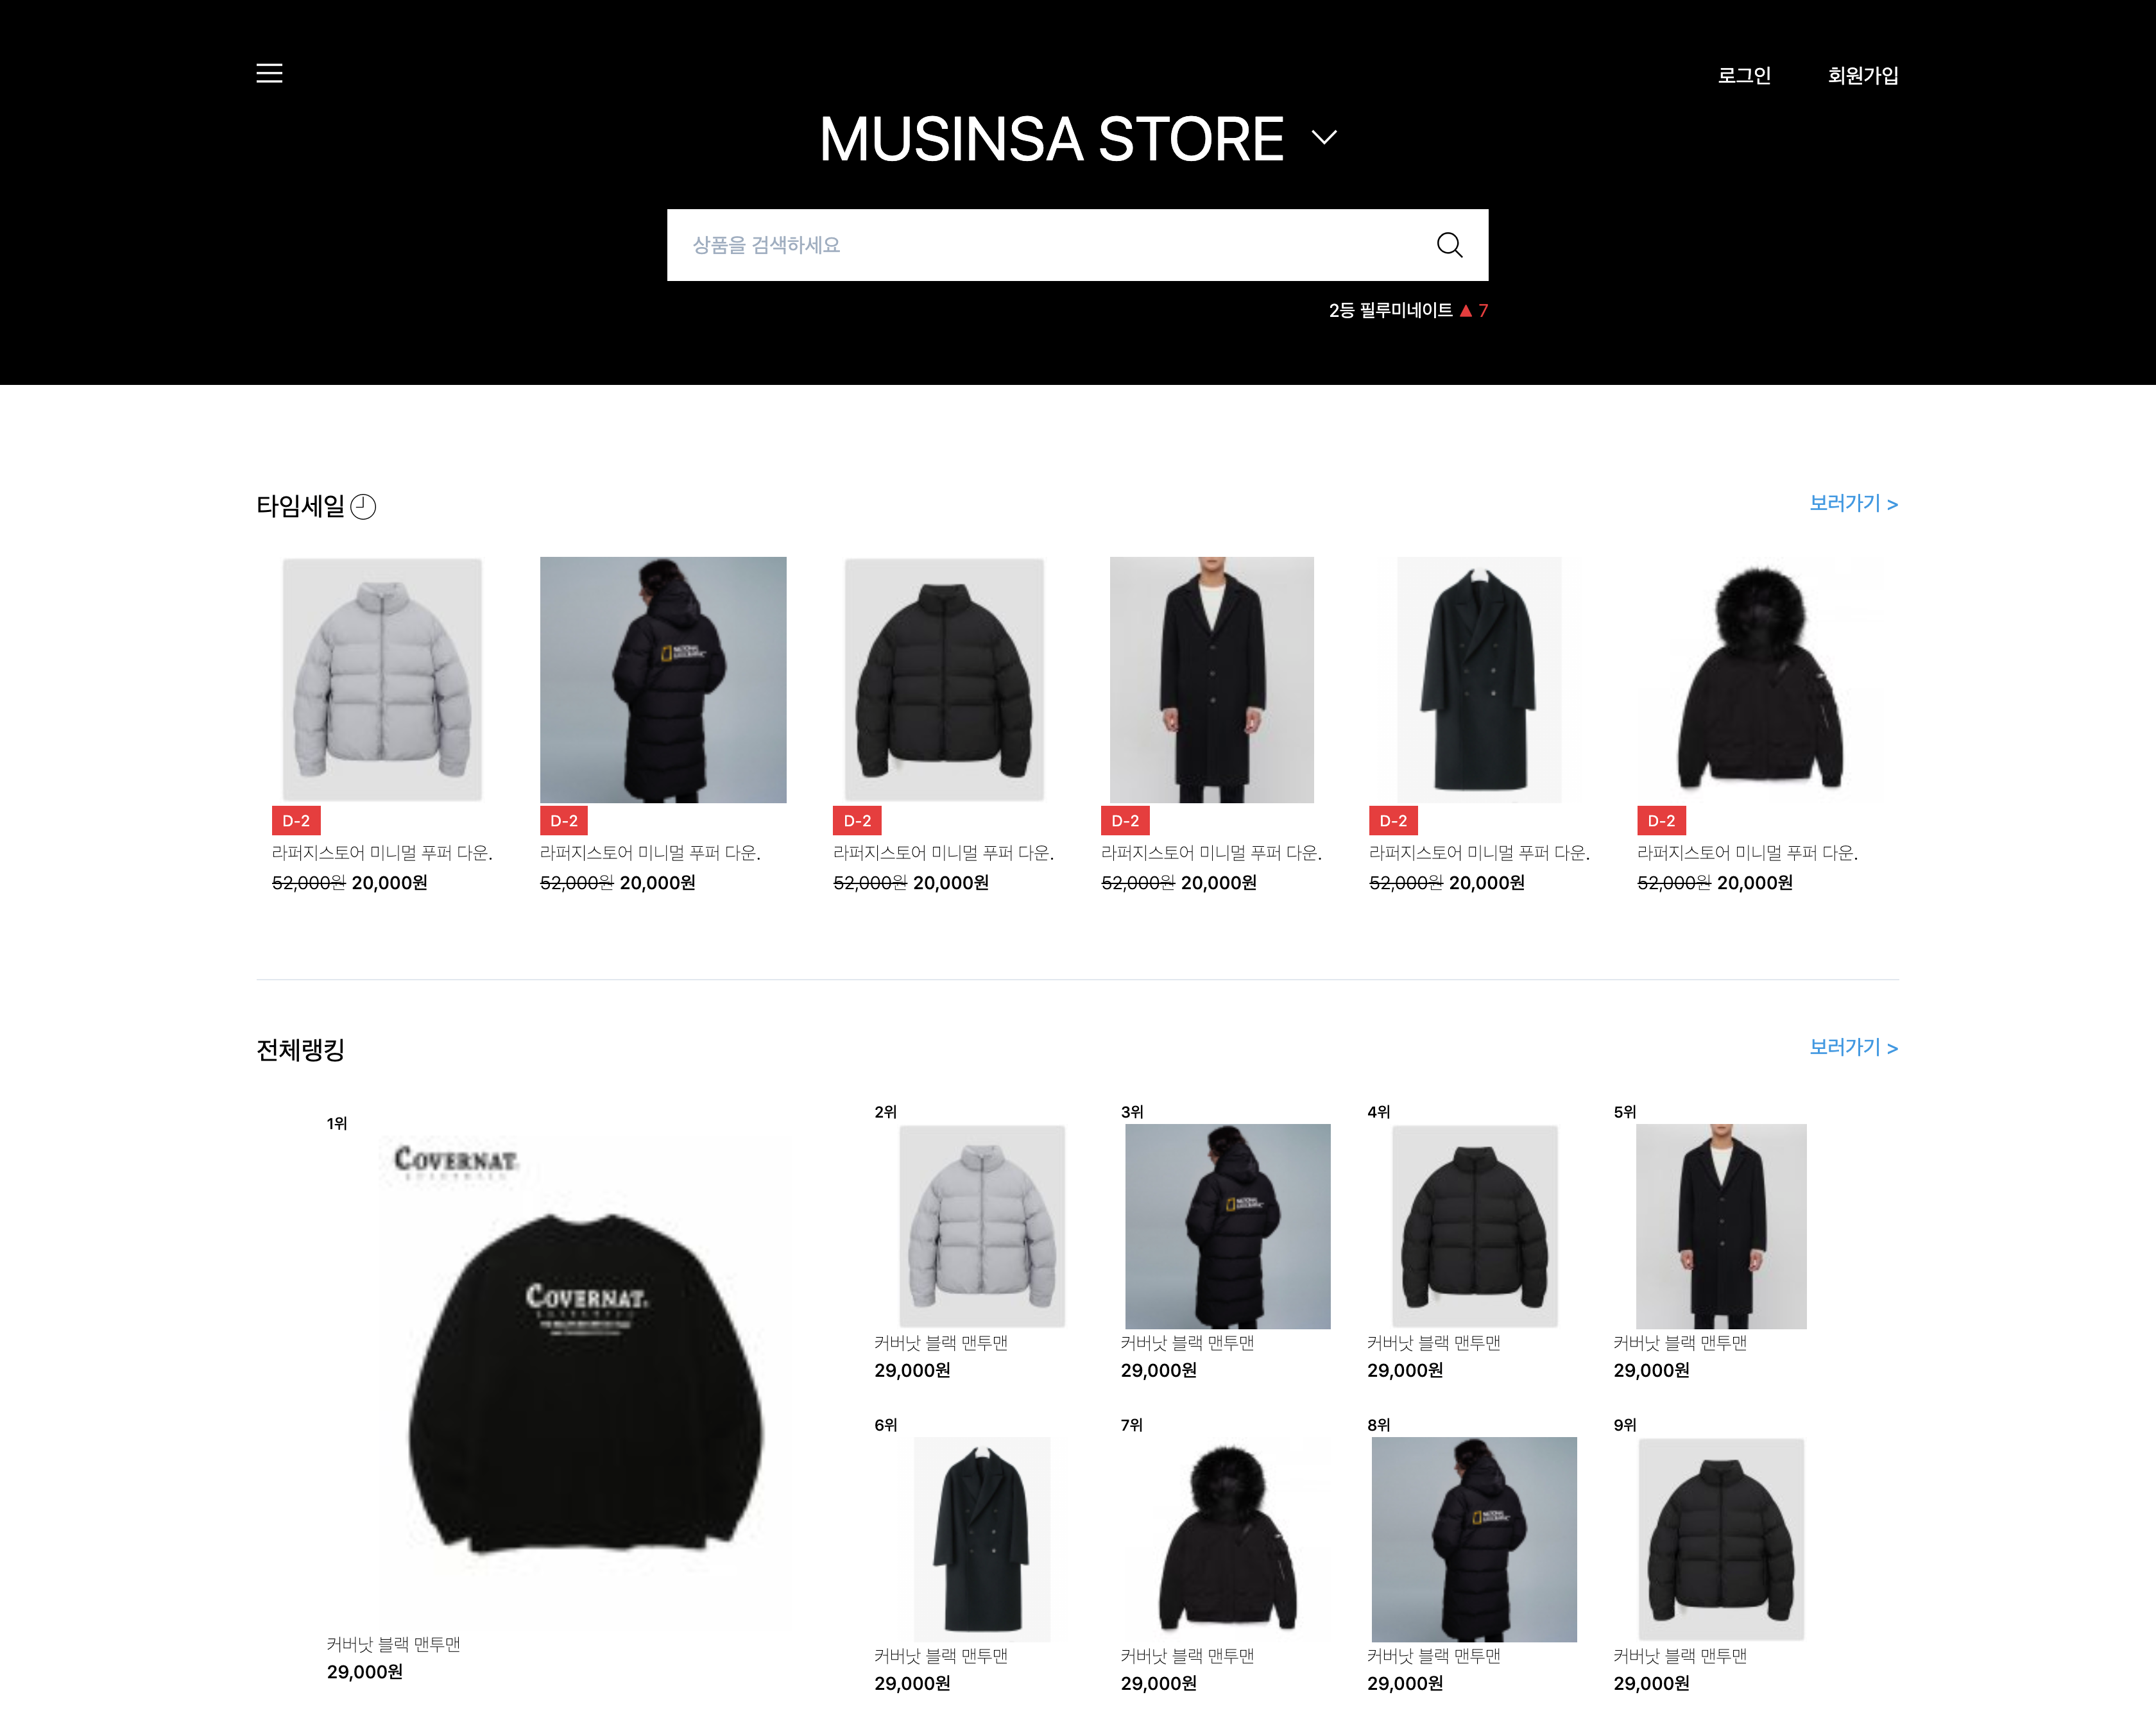 로그인 회원가입
MUSINSA STORE
상품을 검색하세요
2등 필루미네이트 ▲ 7
타임세일
보러가기 >
NATIONAL GEOGRAPHIC
D-2
라퍼지스토어 미니멀 푸퍼 다운.
52,000원 20,000원
D-2
라퍼지스토어 미니멀 푸퍼 다운.
52,000원 20,000원
D-2
라퍼지스토어 미니멀 푸퍼 다운.
52,000원 20,000원
D-2
라퍼지스토어 미니멀 푸퍼 다운.
52,000원 20,000원
D-2
라퍼지스토어 미니멀 푸퍼 다운.
52,000원 20,000원
D-2
라퍼지스토어 미니멀 푸퍼 다운.
52,000원 20,000원
전체랭킹
보러가기 >
1위
COVERNAT
COVERNAT.
커버낫 블랙 맨투맨
29,000원
2위
커버낫 블랙 맨투맨
29,000원
3위
NATIONAL GEOGRAPHIC
커버낫 블랙 맨투맨
29,000원
4위
커버낫 블랙 맨투맨
29,000원
5위
커버낫 블랙 맨투맨
29,000원
6위
커버낫 블랙 맨투맨
29,000원
7위
커버낫 블랙 맨투맨
29,000원
8위
NATIONAL GEOGRAPHIC
커버낫 블랙 맨투맨
29,000원
9위
커버낫 블랙 맨투맨
29,000원